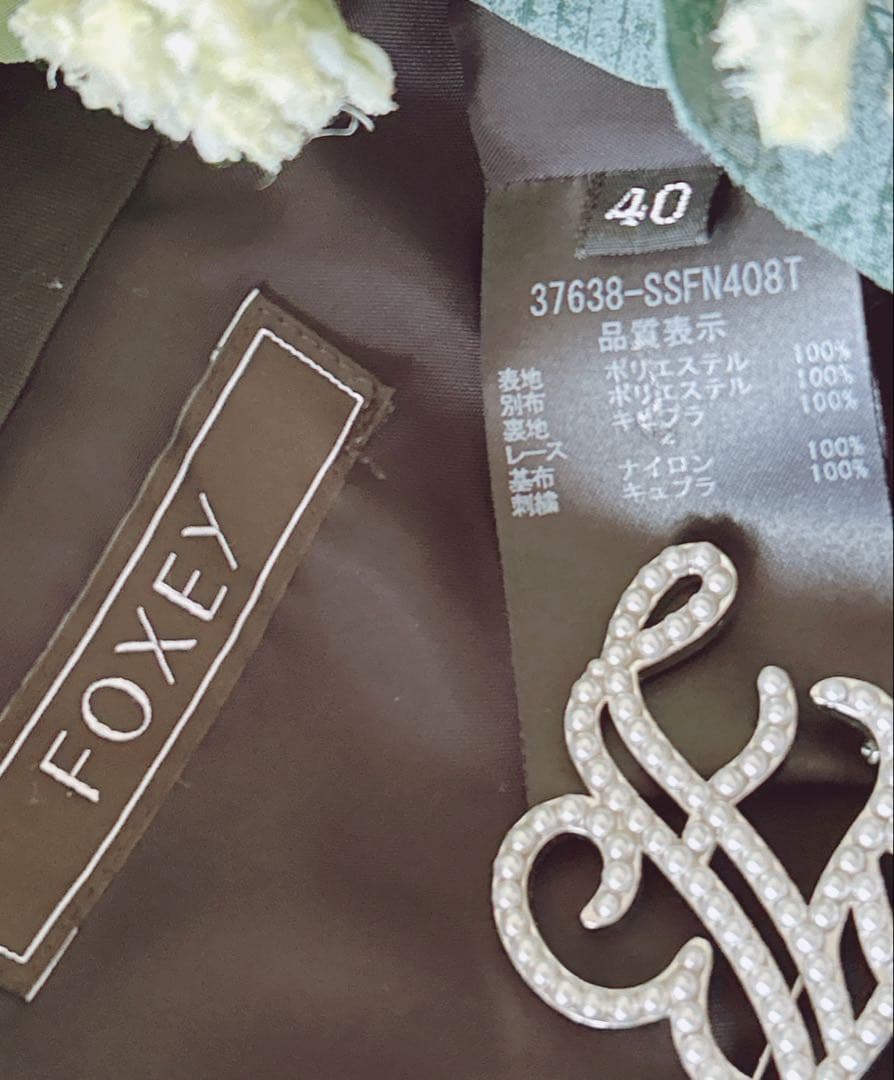 40
37638-SSFN408T
品質表示
表地 ポリエステル 100%
別布 ポリエステル 100%
裏地 キュプラ 100%
レース
基布 ナイロン 100%
刺繍 キュプラ 100%
FOXEY